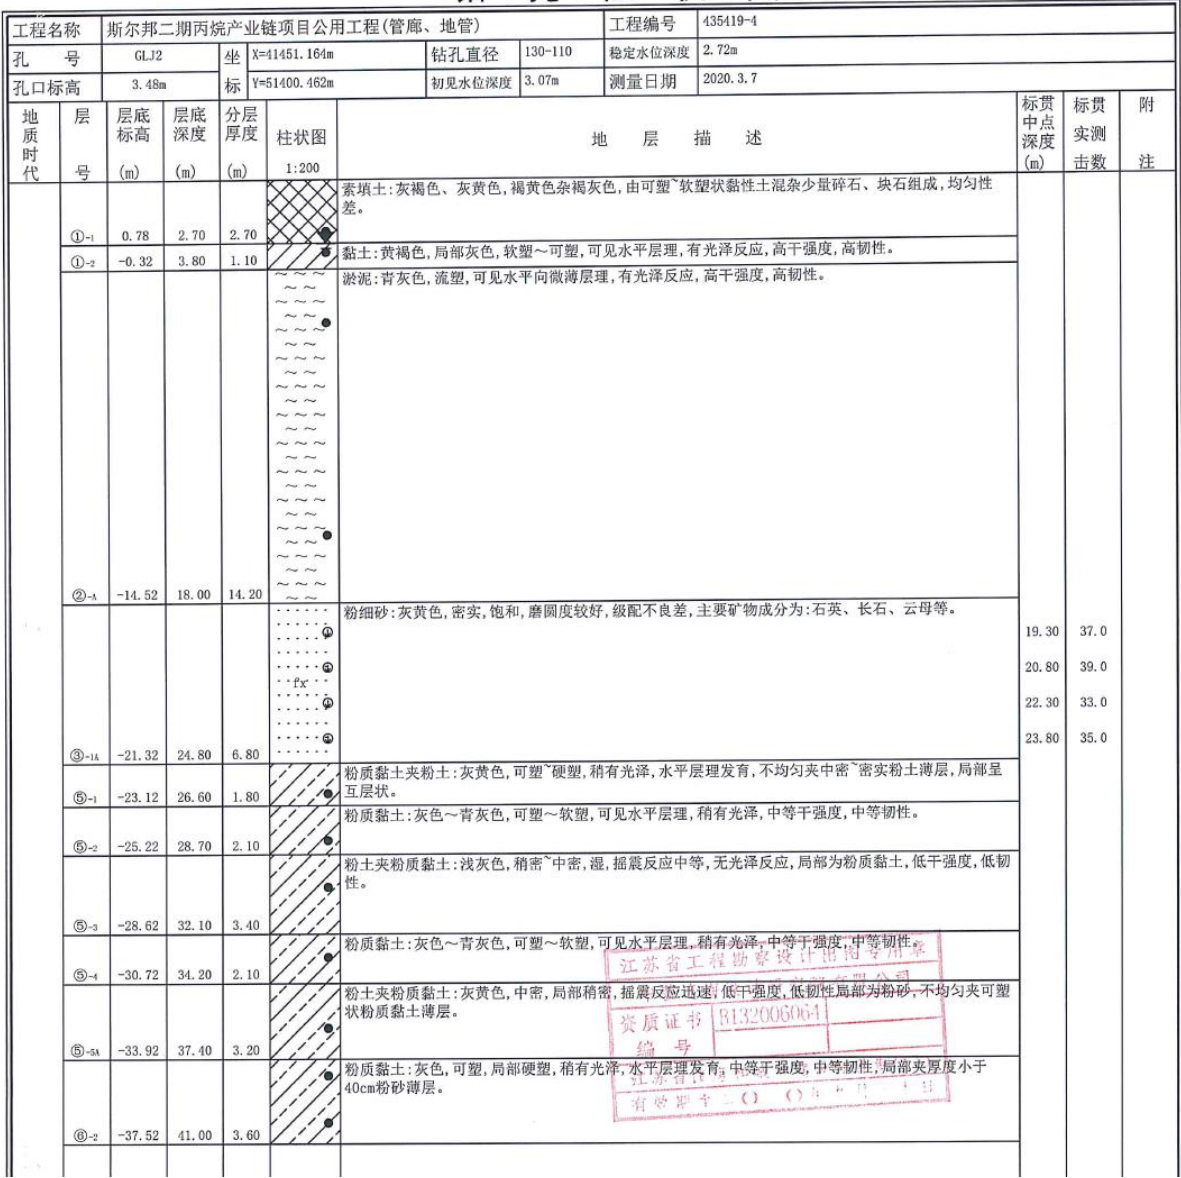 工程名称 斯尔邦二期丙烷产业链项目公用工程(管廊、地管) 工程编号 435419-4
孔 号 GLJ2 坐 X=41451.164m 钻孔直径 130-110 稳定水位深度 2.72m
孔口标高 3.48m 标 Y=51400.462m 初见水位深度 3.07m 测量日期 2020.3.7
地质时代 层号 层底标高(m) 层底深度(m) 分层厚度(m) 柱状图 1:200 地 层 描 述 标贯中点深度(m) 标贯实测击数 附注
素填土:灰褐色、灰黄色,褐黄色杂褐灰色,由可塑~软塑状黏性土混杂少量碎石、块石组成,均匀性
差。
①-1 0.78 2.70 2.70
黏土:黄褐色,局部灰色,软塑～可塑,可见水平层理,有光泽反应,高干强度,高韧性。
①-2 -0.32 3.80 1.10
淤泥:青灰色,流塑,可见水平向微薄层理,有光泽反应,高干强度,高韧性。
②-A -14.52 18.00 14.20
粉细砂:灰黄色,密实,饱和,磨圆度较好,级配不良差,主要矿物成分为:石英、长石、云母等。
19.30 37.0
20.80 39.0
fx
22.30 33.0
23.80 35.0
③-1A -21.32 24.80 6.80
粉质黏土夹粉土:灰黄色,可塑~硬塑,稍有光泽,水平层理发育,不均匀夹中密~密实粉土薄层,局部呈
互层状。
⑤-1 -23.12 26.60 1.80
粉质黏土:灰色～青灰色,可塑～软塑,可见水平层理,稍有光泽,中等干强度,中等韧性。
⑤-2 -25.22 28.70 2.10
粉土夹粉质黏土:浅灰色,稍密~中密,湿,摇震反应中等,无光泽反应,局部为粉质黏土,低干强度,低韧
性。
⑤-3 -28.62 32.10 3.40
粉质黏土:灰色～青灰色,可塑～软塑,可见水平层理,稍有光泽,中等干强度,中等韧性。
⑤-4 -30.72 34.20 2.10
粉土夹粉质黏土:灰黄色,中密,局部稍密,摇震反应迅速,低干强度,低韧性局部为粉砂,不均匀夹可塑
状粉质黏土薄层。
⑤-5A -33.92 37.40 3.20
粉质黏土:灰色,可塑,局部硬塑,稍有光泽,水平层理发育,中等干强度,中等韧性,局部夹厚度小于
40cm粉砂薄层。
⑥-2 -37.52 41.00 3.60
江苏省工程勘察设计出图专用章
资质证书 B132006064
编 号